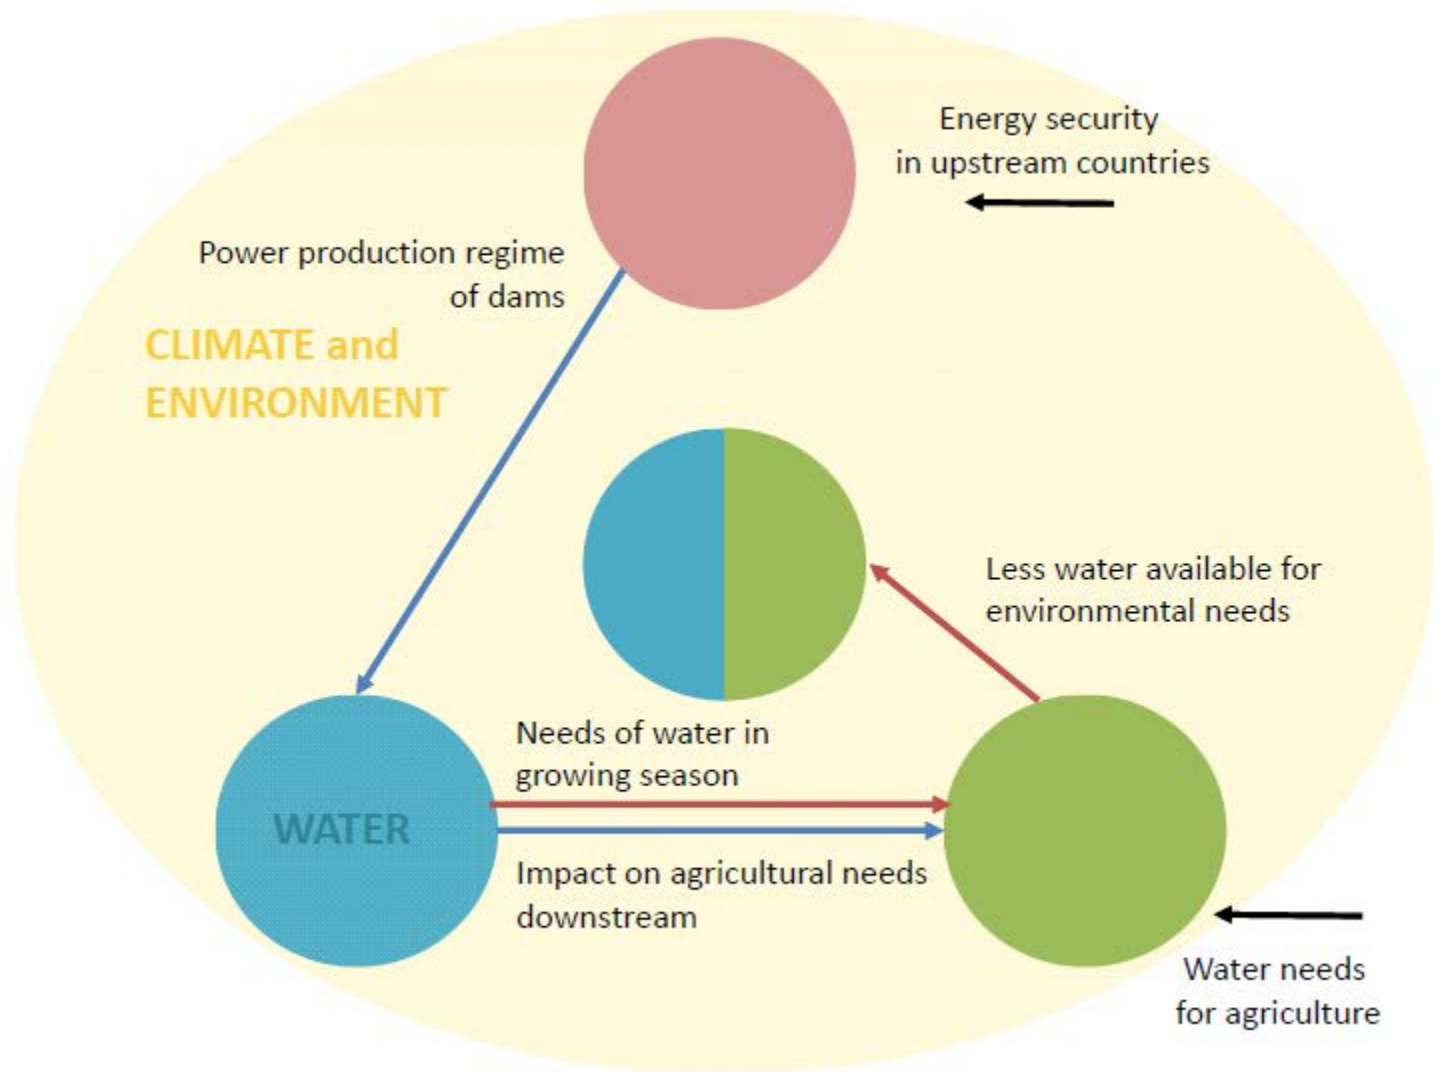 Energy security
in upstream countries
Power production regime
of dams
CLIMATE and
ENVIRONMENT
Less water available for
environmental needs
Needs of water in
growing season
WATER
Impact on agricultural needs
downstream
Water needs
for agriculture